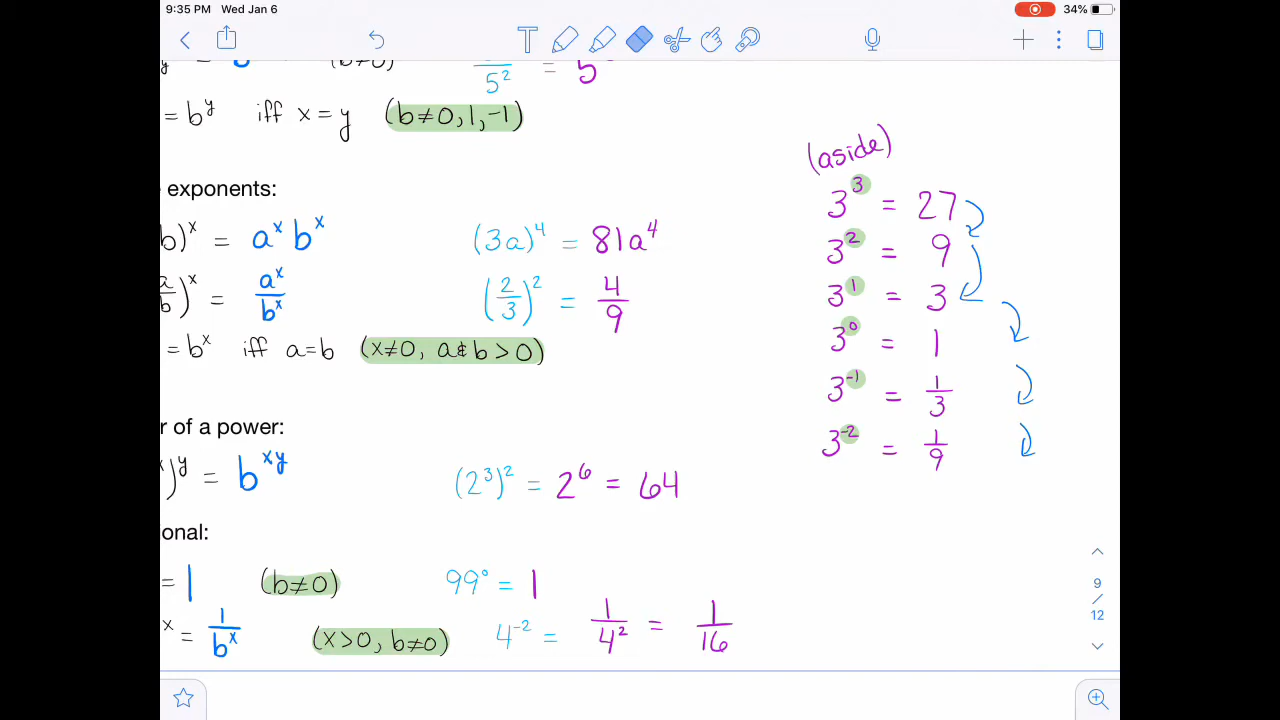 9:35 PM Wed Jan 6
34%
(b≠0)
5² = 5
= bʸ iff x = y (b≠0,1,-1)
(aside)
3³ = 27
exponents:
b)ˣ = aˣ bˣ (3a)⁴ = 81a⁴
3² = 9
(a/b)ˣ = aˣ/bˣ (2/3)² = 4/9
3¹ = 3
= bˣ iff a=b (x≠0, a & b > 0)
3⁰ = 1
3⁻¹ = 1/3
r of a power:
3⁻² = 1/9
)ʸ = bˣʸ (2³)² = 2⁶ = 64
onal:
= 1 (b≠0) 99⁰ = 1
ˣ = 1/bˣ (x>0, b≠0) 4⁻² = 1/4² = 1/16
9
/
12